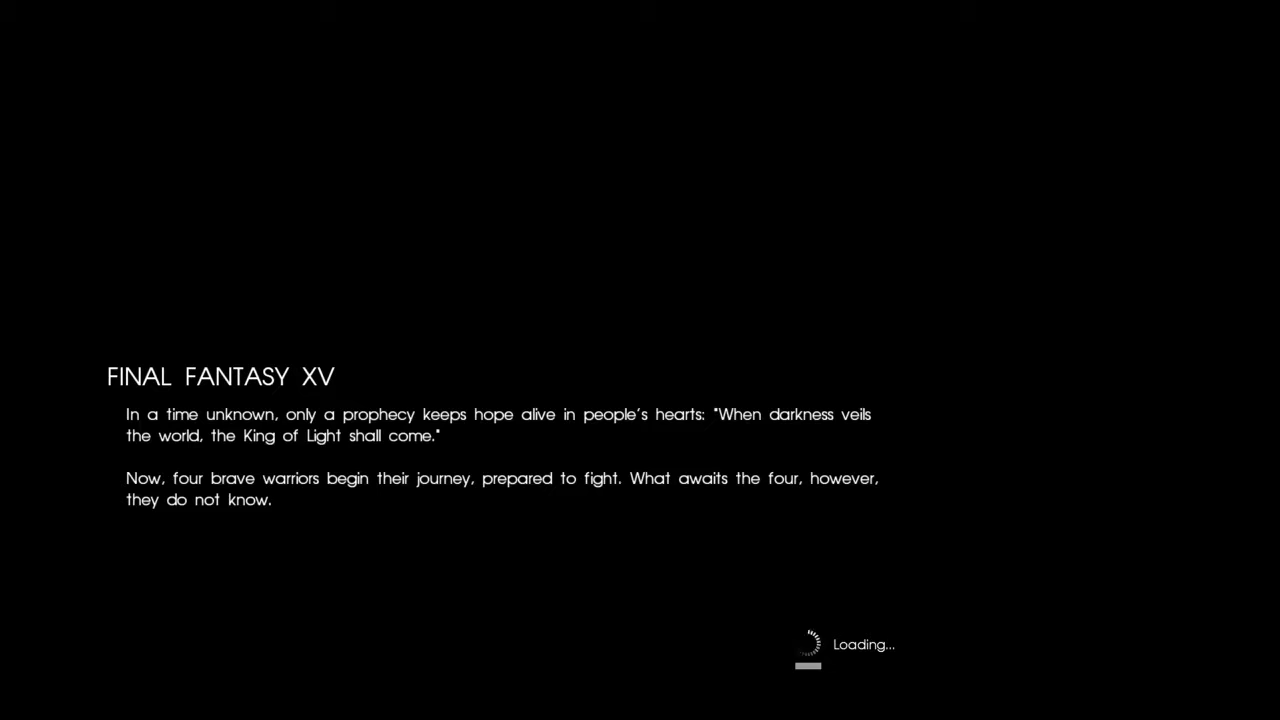 FINAL FANTASY XV
In a time unknown, only a prophecy keeps hope alive in people's hearts: "When darkness veils
the world, the King of Light shall come."
Now, four brave warriors begin their journey, prepared to fight. What awaits the four, however,
they do not know.
Loading...